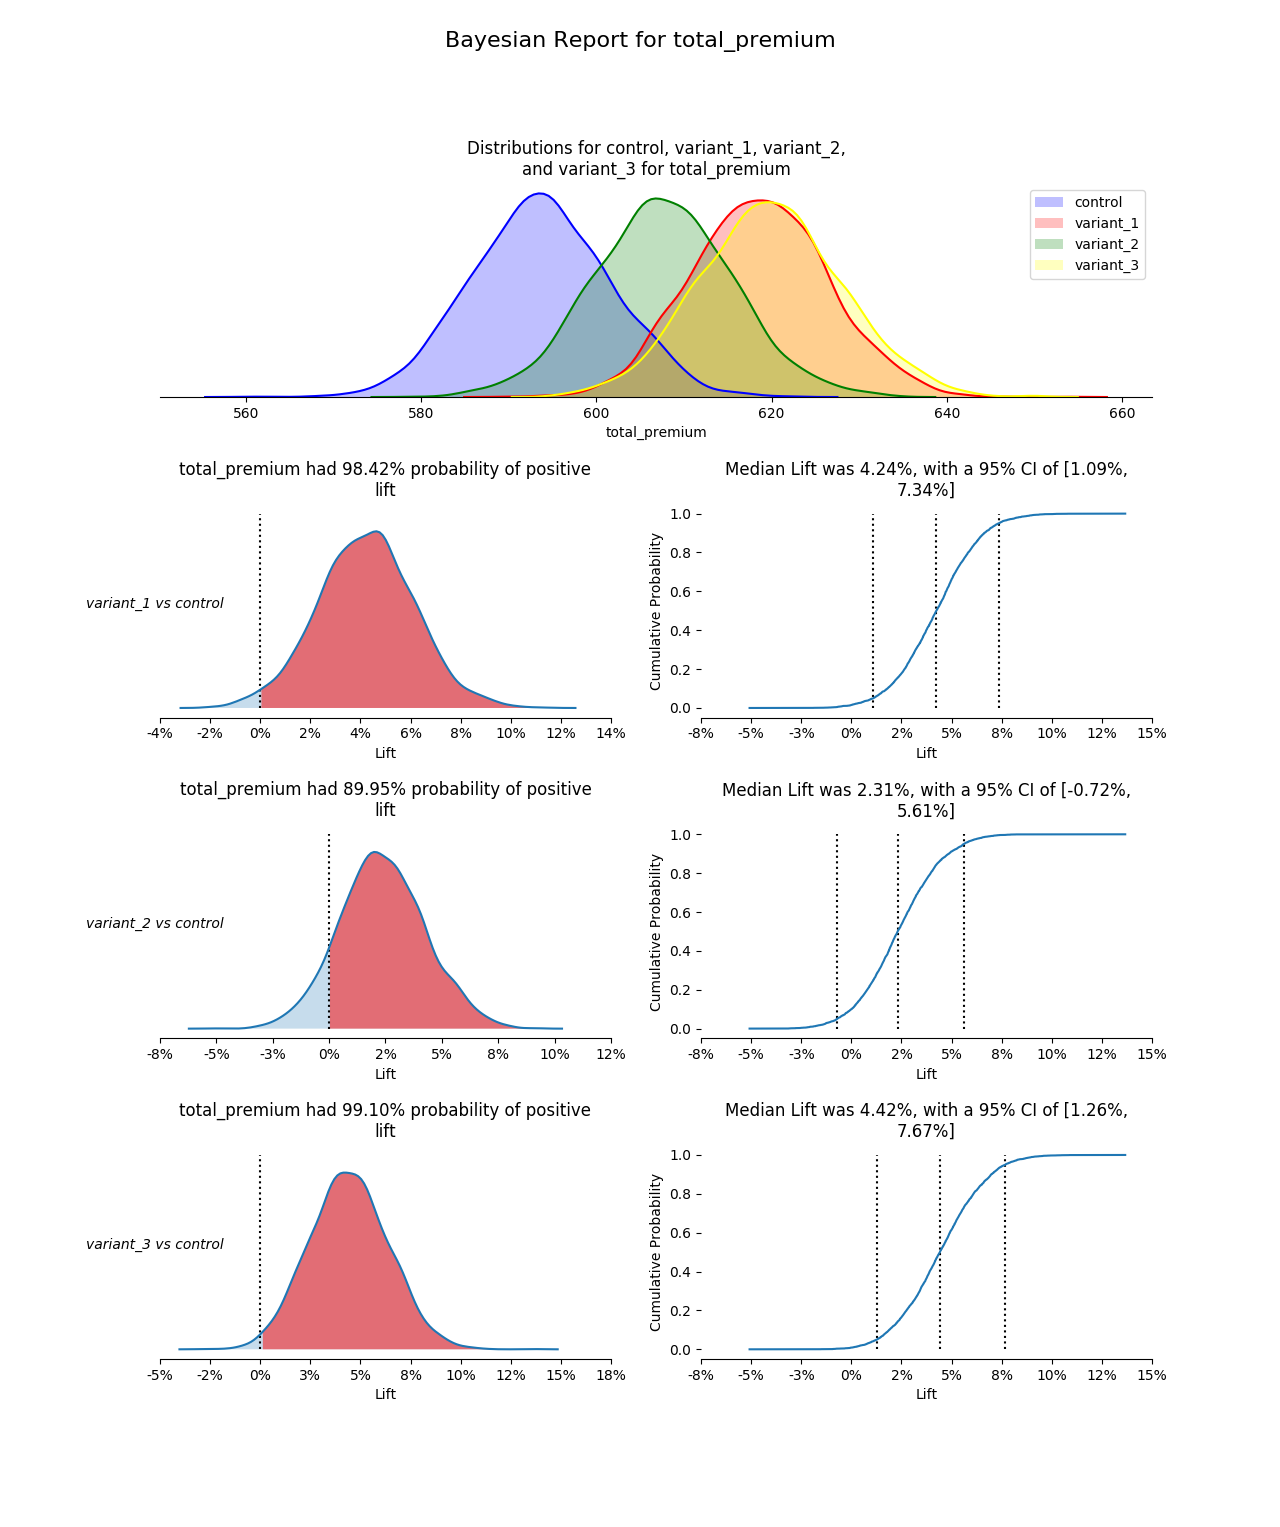 Bayesian Report for total_premium
Distributions for control, variant_1, variant_2,
and variant_3 for total_premium
control
variant_1
variant_2
variant_3
560 580 600 620 640 660
total_premium
total_premium had 98.42% probability of positive
lift
variant_1 vs control
-4% -2% 0% 2% 4% 6% 8% 10% 12% 14%
Lift
Median Lift was 4.24%, with a 95% CI of [1.09%,
7.34%]
Cumulative Probability
1.0
0.8
0.6
0.4
0.2
0.0
-8% -5% -3% 0% 2% 5% 8% 10% 12% 15%
Lift
total_premium had 89.95% probability of positive
lift
variant_2 vs control
-8% -5% -3% 0% 2% 5% 8% 10% 12%
Lift
Median Lift was 2.31%, with a 95% CI of [-0.72%,
5.61%]
Cumulative Probability
1.0
0.8
0.6
0.4
0.2
0.0
-8% -5% -3% 0% 2% 5% 8% 10% 12% 15%
Lift
total_premium had 99.10% probability of positive
lift
variant_3 vs control
-5% -2% 0% 3% 5% 8% 10% 12% 15% 18%
Lift
Median Lift was 4.42%, with a 95% CI of [1.26%,
7.67%]
Cumulative Probability
1.0
0.8
0.6
0.4
0.2
0.0
-8% -5% -3% 0% 2% 5% 8% 10% 12% 15%
Lift